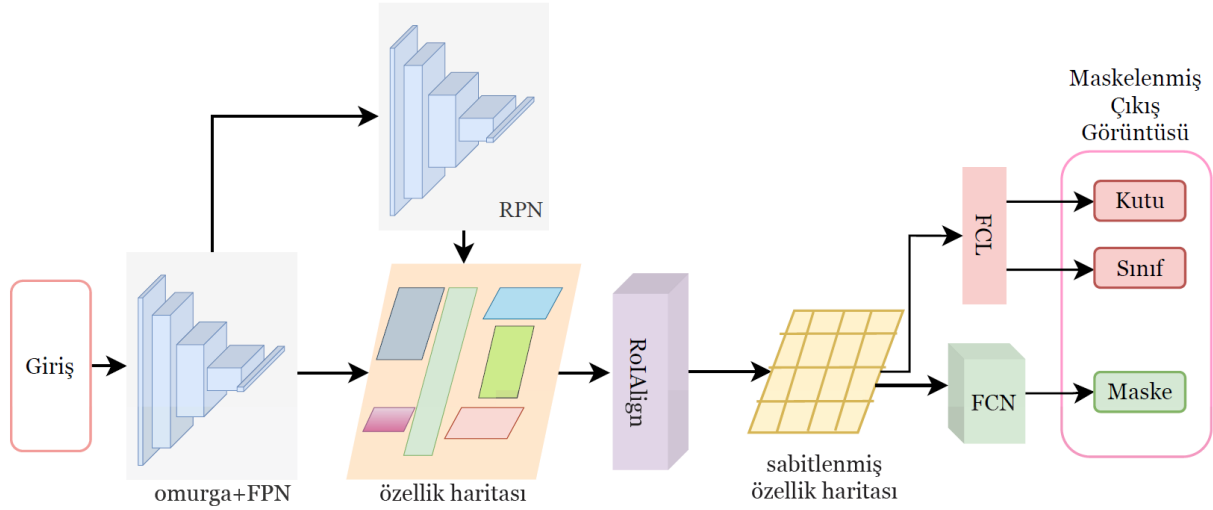 Maskelenmiş
Çıkış
Görüntüsü
RPN
Kutu
FCL
Sınıf
Giriş
RoIAlign
FCN
Maske
omurga+FPN
özellik haritası
sabitlenmiş
özellik haritası